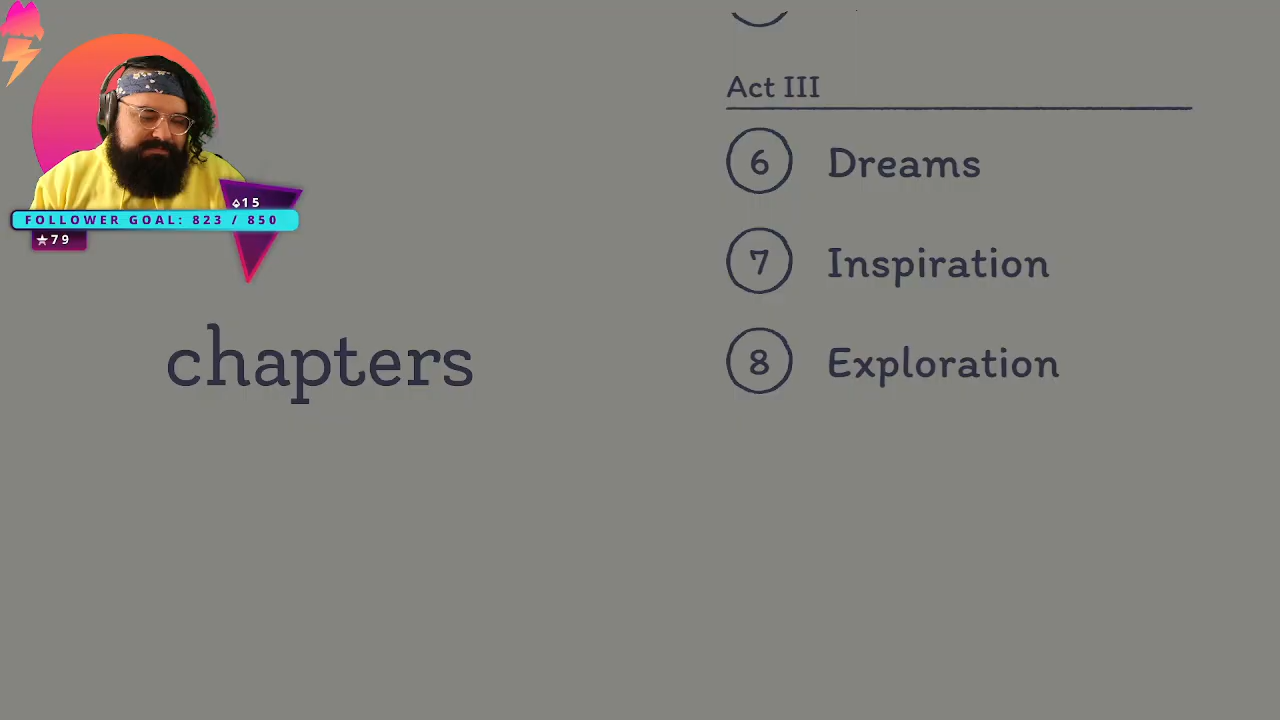 Act III
6 Dreams
7 Inspiration
8 Exploration
15
FOLLOWER GOAL: 823 / 850
79
chapters